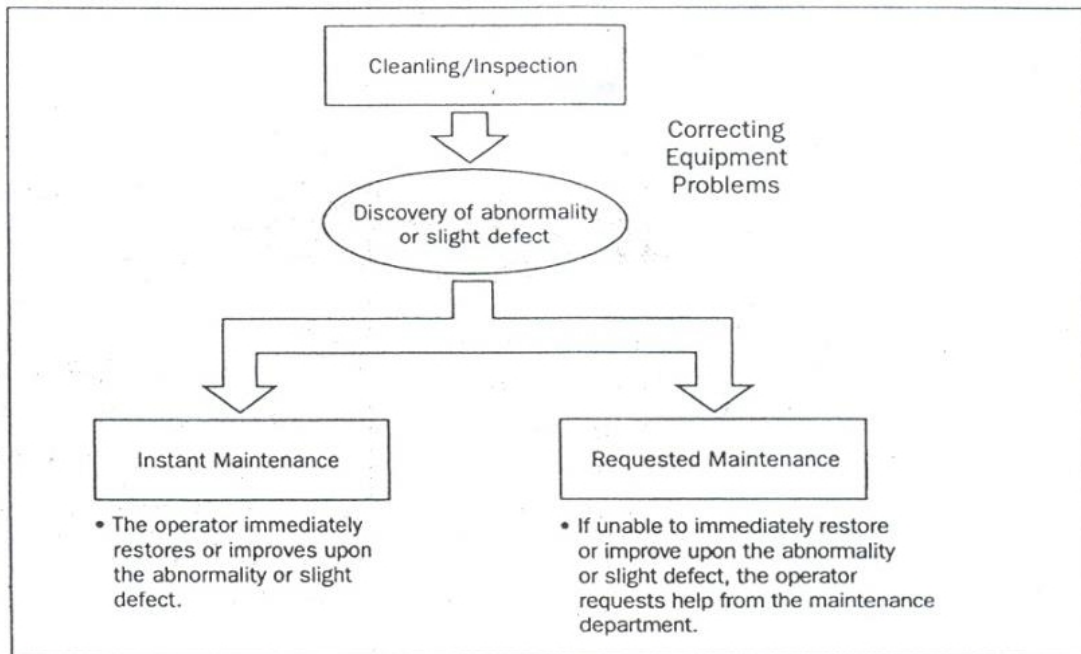 Cleanling/Inspection
Correcting
Equipment
Problems
Discovery of abnormality
or slight defect
Instant Maintenance
• The operator immediately
restores or improves upon
the abnormality or slight
defect.
Requested Maintenance
• If unable to immediately restore
or improve upon the abnormality
or slight defect, the operator
requests help from the maintenance
department.